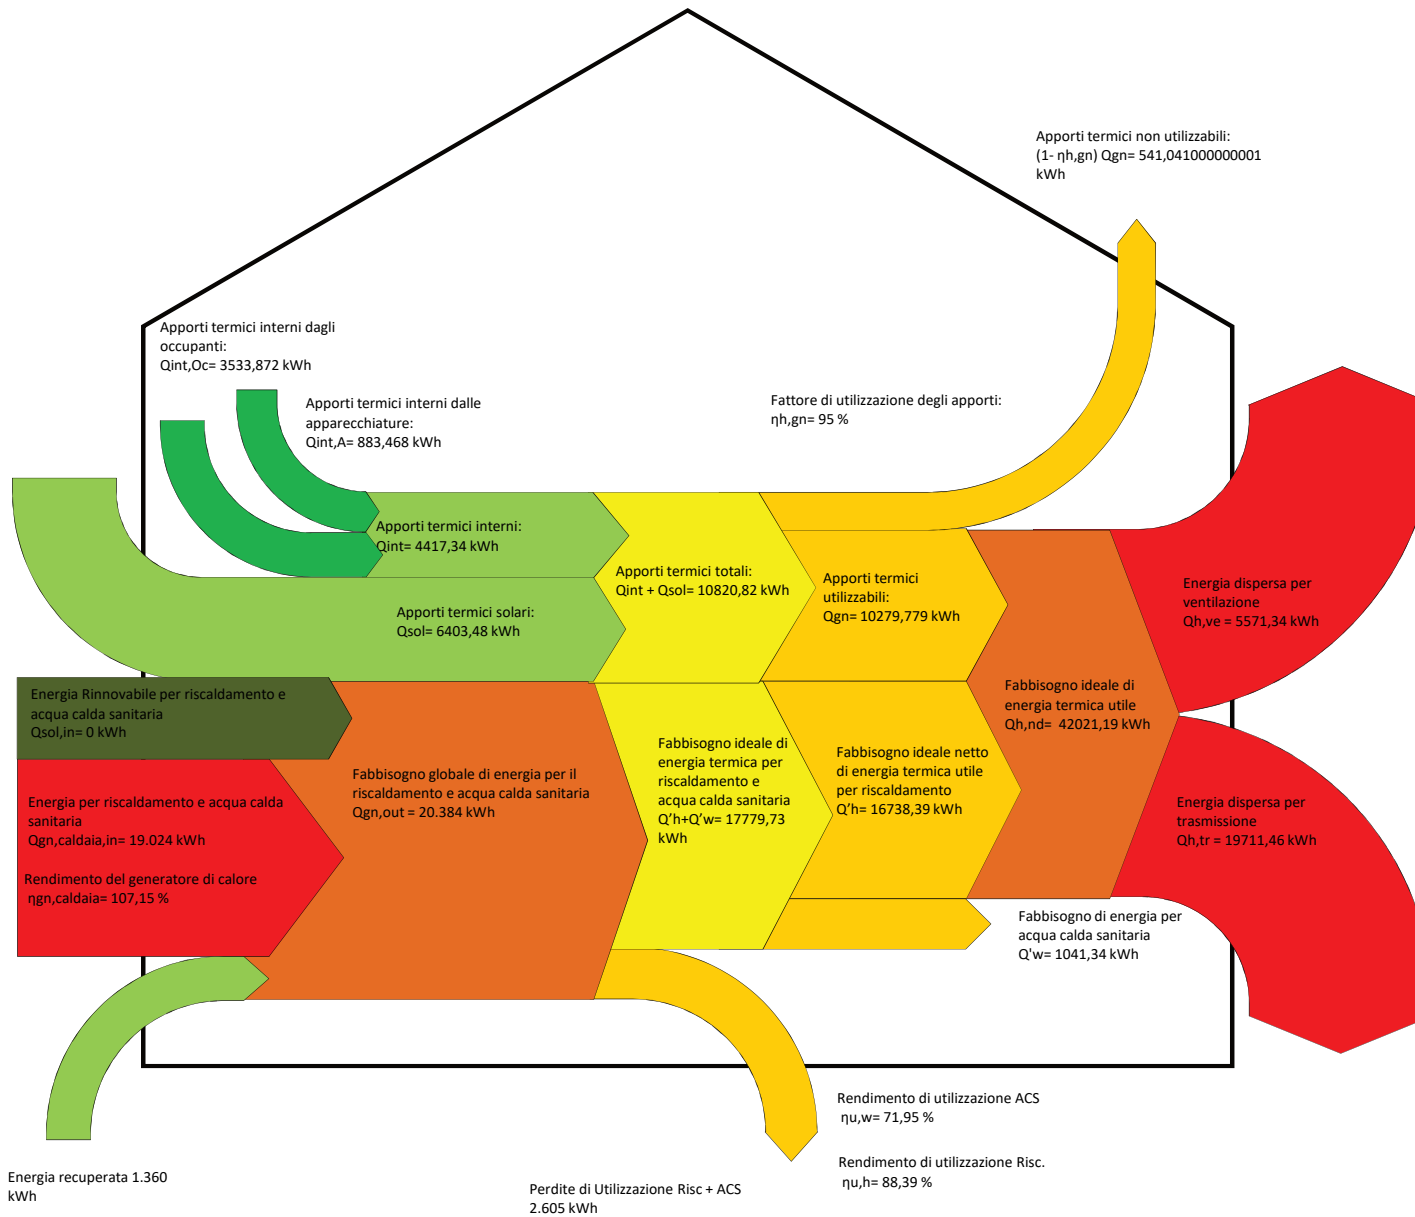 Apporti termici non utilizzabili:
(1- ηh,gn) Qgn= 541,041000000001
kWh
Apporti termici interni dagli
occupanti:
Qint,Oc= 3533,872 kWh
Apporti termici interni dalle
apparecchiature:
Qint,A= 883,468 kWh
Fattore di utilizzazione degli apporti:
ηh,gn= 95 %
Apporti termici interni:
Qint= 4417,34 kWh
Apporti termici totali:
Qint + Qsol= 10820,82 kWh
Apporti termici
utilizzabili:
Qgn= 10279,779 kWh
Energia dispersa per
ventilazione
Qh,ve = 5571,34 kWh
Apporti termici solari:
Qsol= 6403,48 kWh
Energia Rinnovabile per riscaldamento e
acqua calda sanitaria
Qsol,in= 0 kWh
Fabbisogno ideale di
energia termica utile
Qh,nd=  42021,19 kWh
Fabbisogno globale di energia per il
riscaldamento e acqua calda sanitaria
Qgn,out = 20.384 kWh
Fabbisogno ideale di
energia termica per
riscaldamento e
acqua calda sanitaria
Q’h+Q’w= 17779,73
kWh
Fabbisogno ideale netto
di energia termica utile
per riscaldamento
Q’h= 16738,39 kWh
Energia per riscaldamento e acqua calda
sanitaria
Qgn,caldaia,in= 19.024 kWh
Rendimento del generatore di calore
ηgn,caldaia= 107,15 %
Energia dispersa per
trasmissione
Qh,tr = 19711,46 kWh
Fabbisogno di energia per
acqua calda sanitaria
Q'w= 1041,34 kWh
Rendimento di utilizzazione ACS
ηu,w= 71,95 %
Rendimento di utilizzazione Risc.
ηu,h= 88,39 %
Energia recuperata 1.360
kWh
Perdite di Utilizzazione Risc + ACS
2.605 kWh